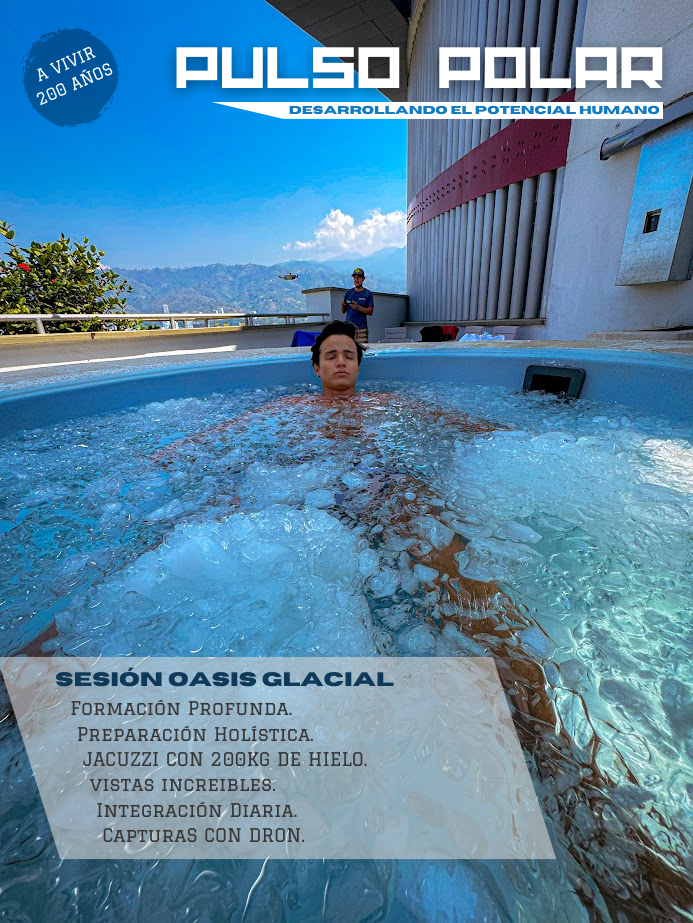 A VIVIR
200 AÑOS
PULSO POLAR
DESARROLLANDO EL POTENCIAL HUMANO
SESIÓN OASIS GLACIAL
Formación Profunda.
Preparación Holística.
JACUZZI CON 200KG DE HIELO.
VISTAS INCREIBLES.
Integración Diaria.
Capturas CON DRON.